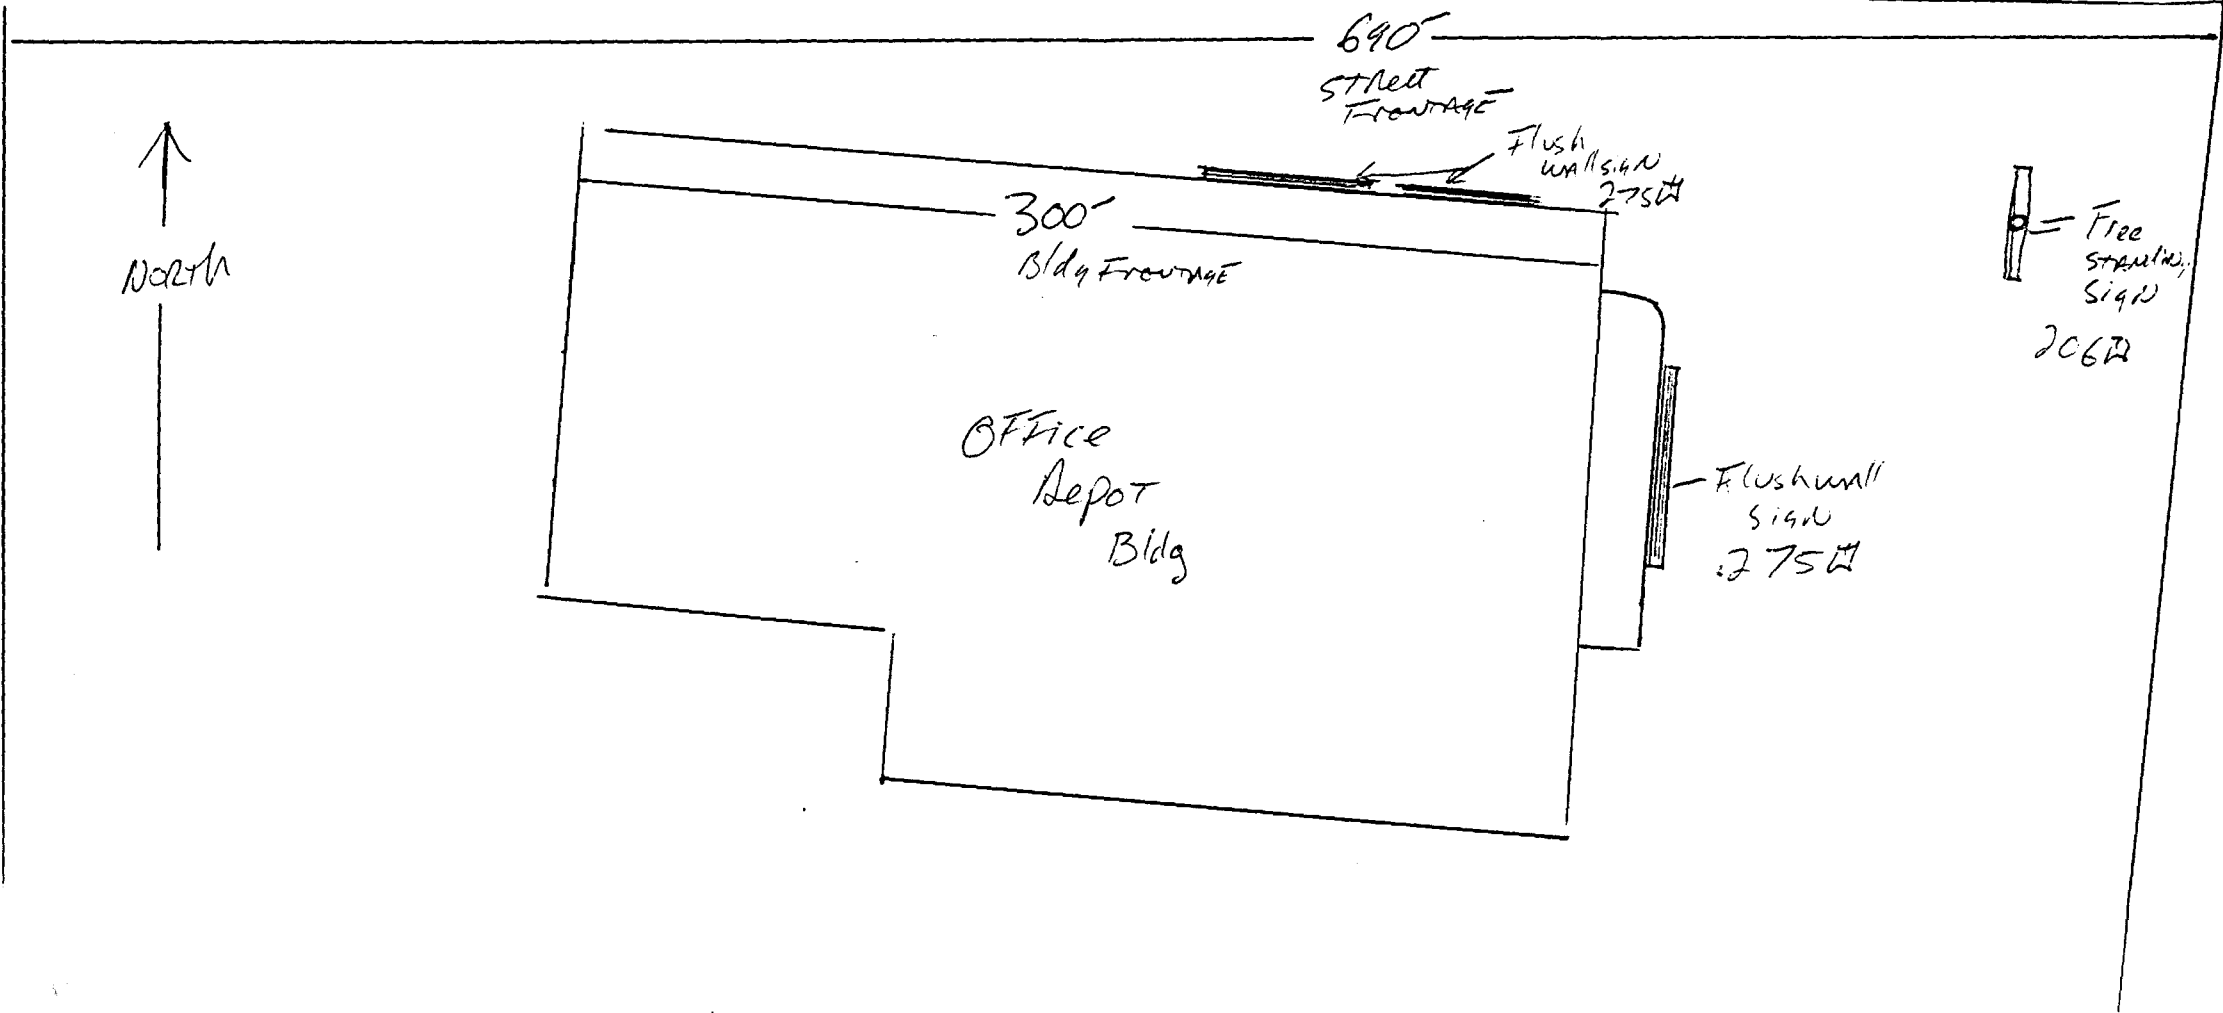 690'
Street
Frontage
Flush
wall sign
275□'
300'
Bldg Frontage
North
Free
Standing
Sign
206□'
Office
Depot
Bldg
Flush wall
Sign
275□'